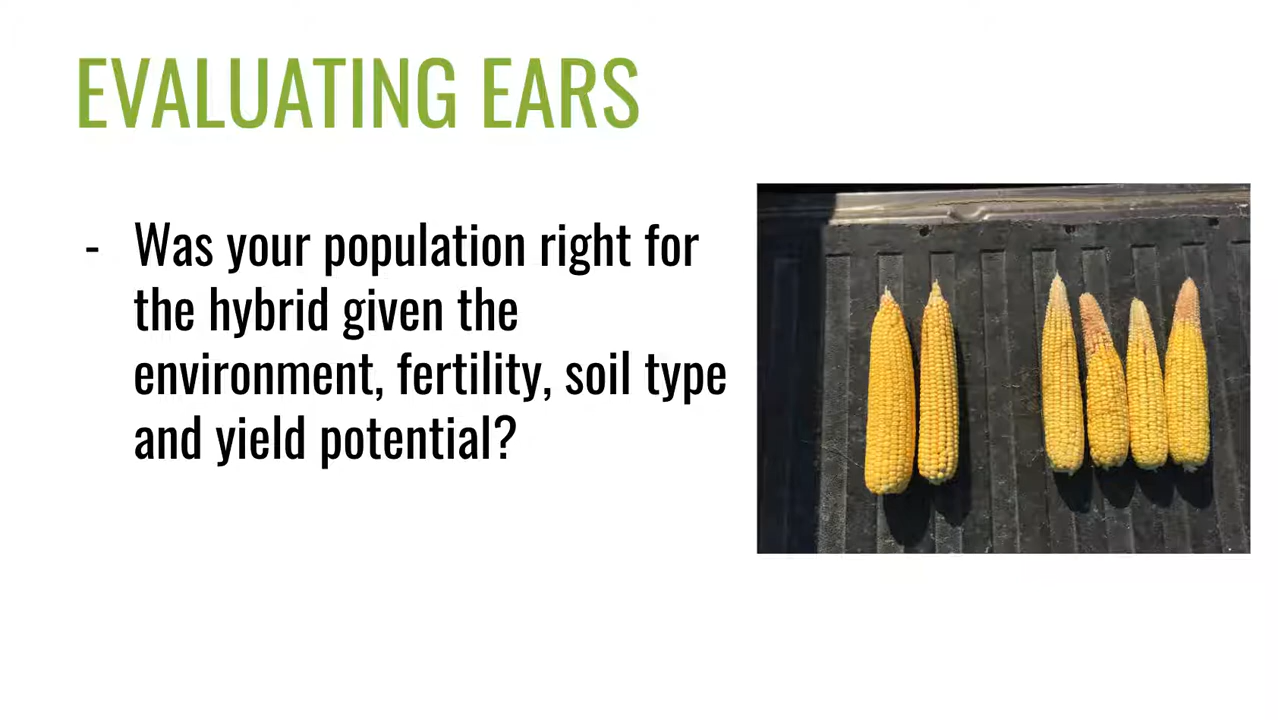 EVALUATING EARS
- Was your population right for
the hybrid given the
environment, fertility, soil type
and yield potential?